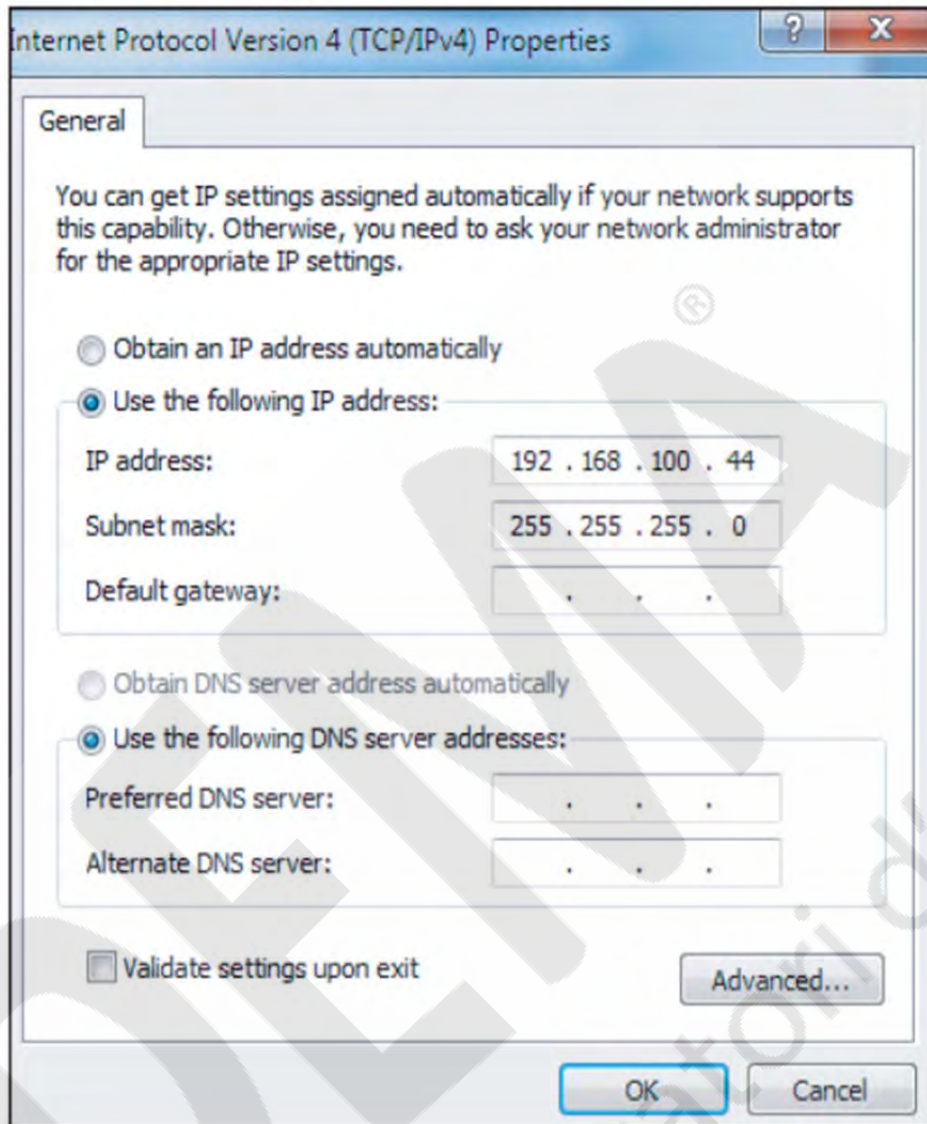 Internet Protocol Version 4 (TCP/IPv4) Properties
General
You can get IP settings assigned automatically if your network supports
this capability. Otherwise, you need to ask your network administrator
for the appropriate IP settings.
Obtain an IP address automatically
Use the following IP address:
IP address: 192 . 168 . 100 . 44
Subnet mask: 255 . 255 . 255 . 0
Default gateway: . . .
Obtain DNS server address automatically
Use the following DNS server addresses:
Preferred DNS server: . . .
Alternate DNS server: . . .
Validate settings upon exit
Advanced...
OK Cancel